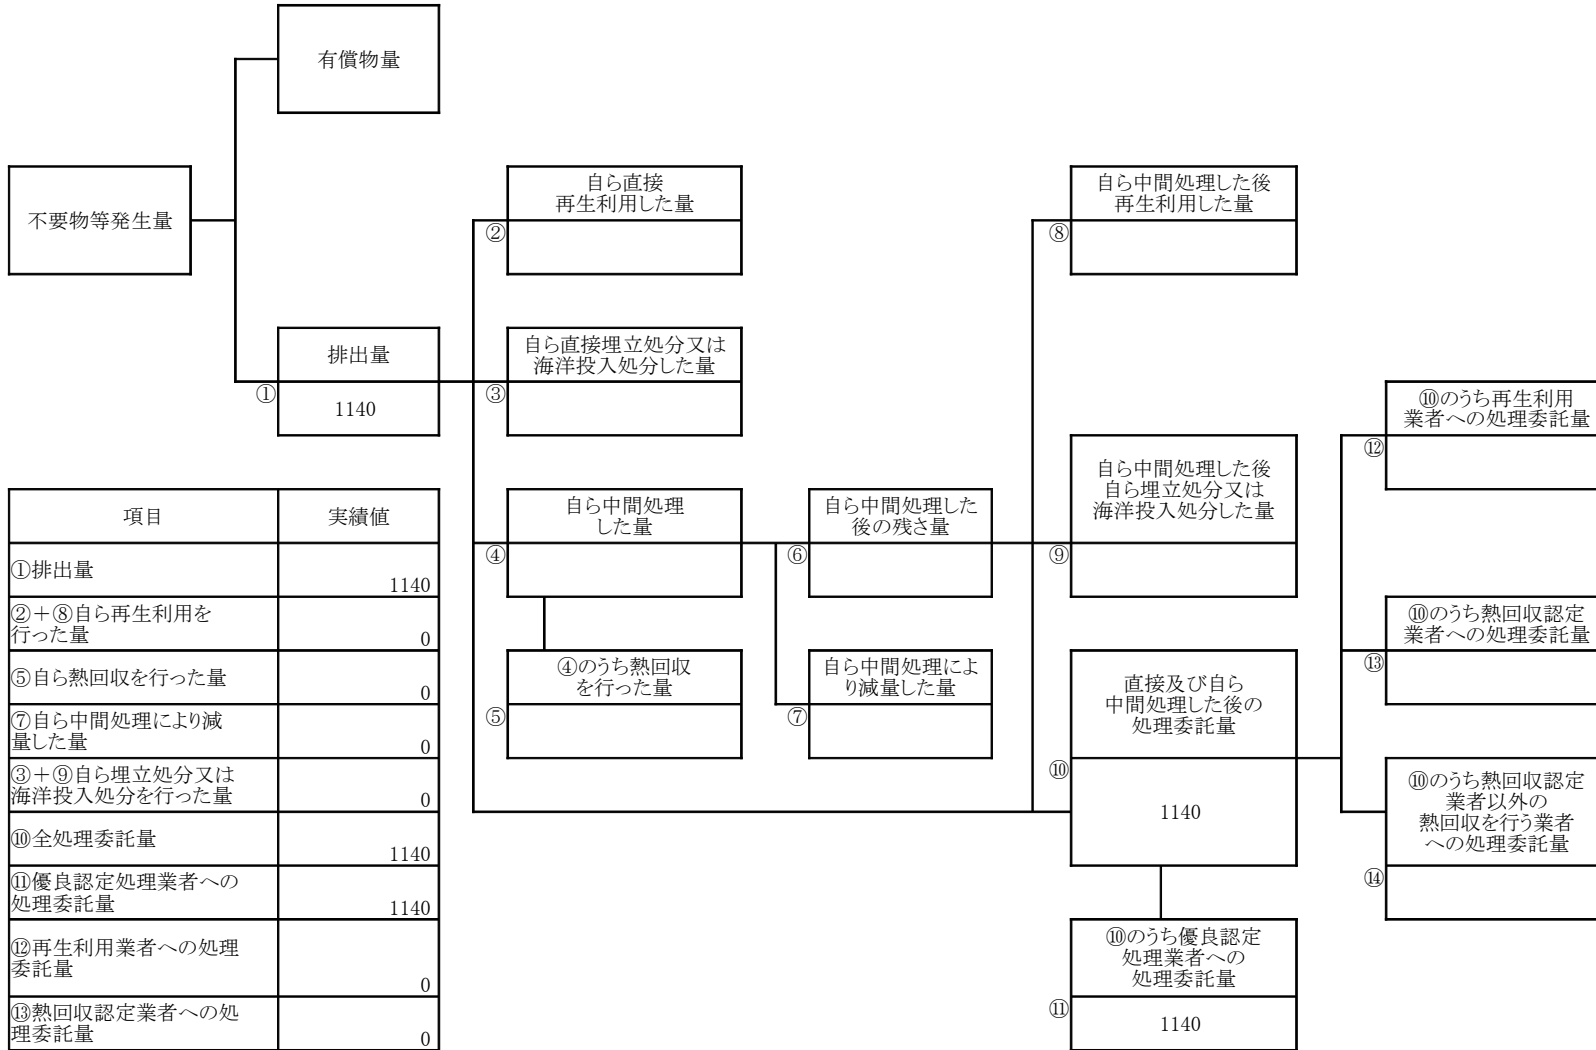 有償物量
不要物等発生量
自ら直接
再生利用した量
②
自ら中間処理した後
再生利用した量
⑧
排出量
①
1140
自ら直接埋立処分又は
海洋投入処分した量
③
⑩のうち再生利用
業者への処理委託量
⑫
自ら中間処理
した量
④
自ら中間処理した
後の残さ量
⑥
自ら中間処理した後
自ら埋立処分又は
海洋投入処分した量
⑨
⑩のうち熱回収認定
業者への処理委託量
⑬
④のうち熱回収
を行った量
⑤
自ら中間処理によ
り減量した量
⑦
直接及び自ら
中間処理した後の
処理委託量
⑩
1140
⑩のうち熱回収認定
業者以外の
熱回収を行う業者
への処理委託量
⑭
⑩のうち優良認定
処理業者への
処理委託量
⑪
1140
項目 実績値
①排出量
1140
②+⑧自ら再生利用を
行った量
0
⑤自ら熱回収を行った量
0
⑦自ら中間処理により減
量した量
0
③+⑨自ら埋立処分又は
海洋投入処分を行った量
0
⑩全処理委託量
1140
⑪優良認定処理業者への
処理委託量
1140
⑫再生利用業者への処理
委託量
0
⑬熱回収認定業者への処
理委託量
0